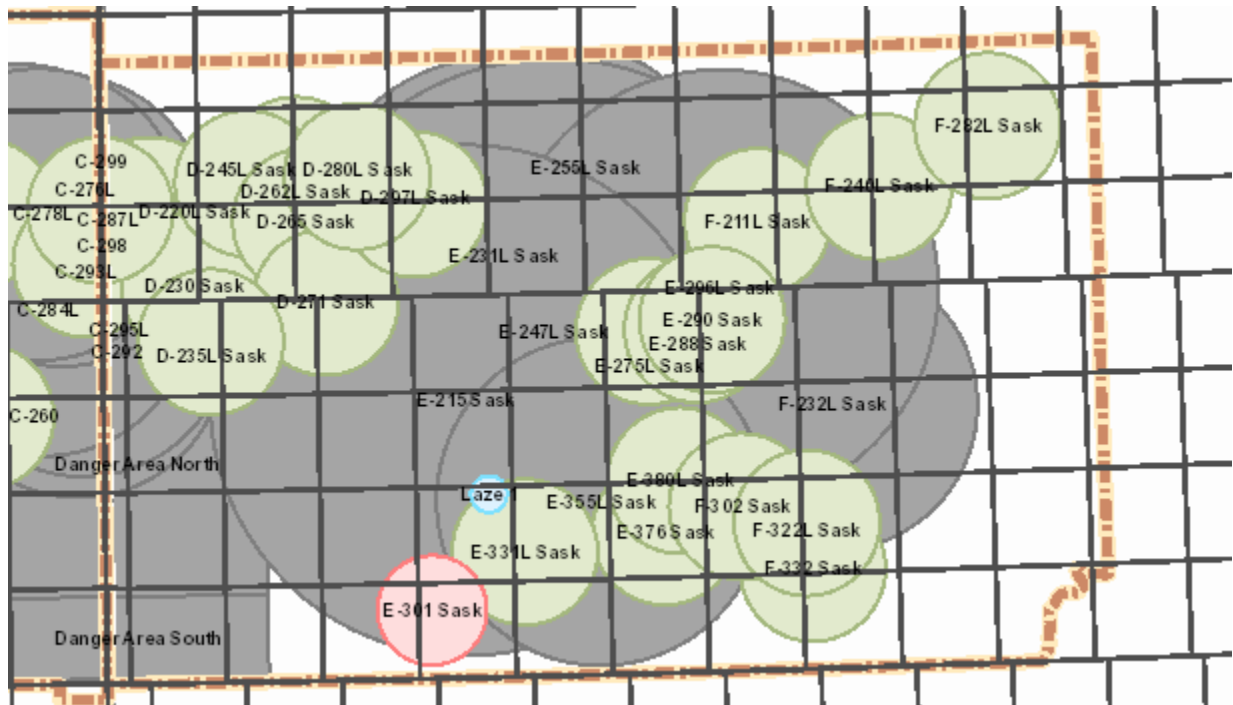 F-282L Sask
C-299
D-245L Sask
D-280L Sask
E-255L Sask
C-276L
D-262L Sask
D-297L Sask
F-240L Sask
C-278L
C-287L
D-220L Sask
D-265 Sask
F-211L Sask
C-298
E-231L Sask
C-293L
D-230 Sask
E-296L Sask
D-271 Sask
C-284L
C-295L
E-247L Sask
E-290 Sask
C-292
D-235L Sask
E-288 Sask
E-275L Sask
E-215 Sask
F-232L Sask
C-260
Danger Area North
E-380L Sask
Laze 1
E-355L Sask
F-302 Sask
E-376 Sask
F-322L Sask
E-331L Sask
F-332 Sask
E-301 Sask
Danger Area South